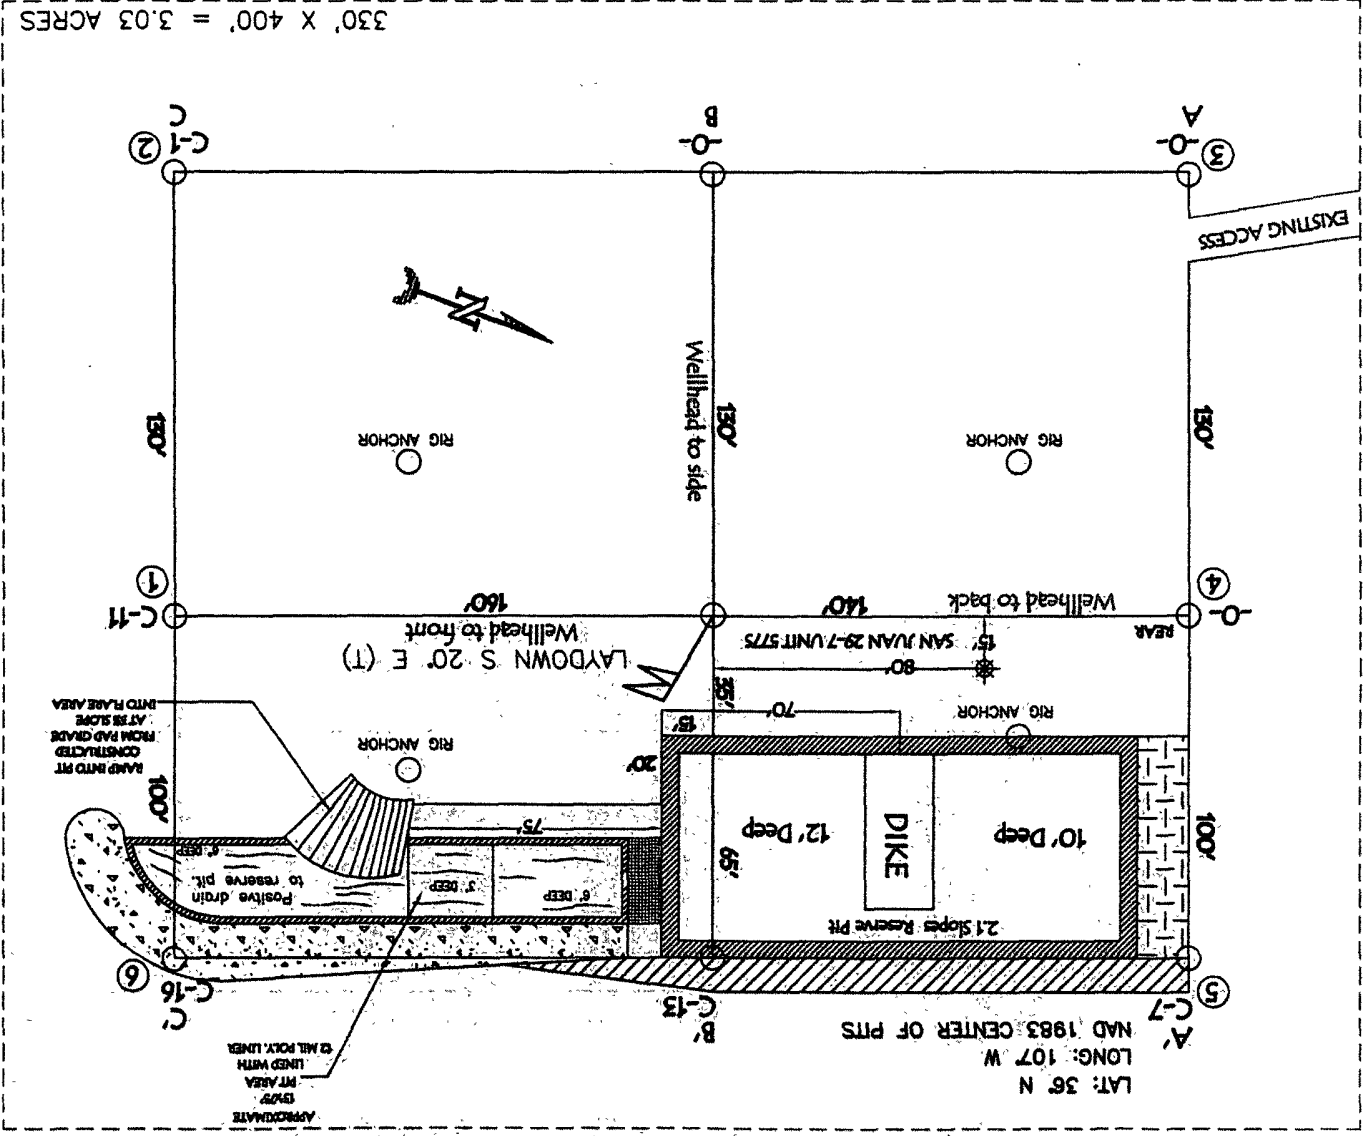 LAT: 36° N
LONG: 107° W
NAD 1983 CENTER OF PITS
APPROXIMATE
13'x75'
PIT AREA
LINED WITH
12 MIL POLY. LINER
A'
C-7
5
B'
C-13
C'
C-16
6
2:1 Slopes Reserve Pit
10' Deep
DIKE
12' Deep
65'
100'
6' DEEP
3' DEEP
Positive drain
to reserve pit.
6' DEEP
75'
20'
100'
RAMP INTO PIT
CONSTRUCTED
FROM PAD GRADE
AT 5% SLOPE
INTO FLARE AREA
RIG ANCHOR
70'
15'
35'
RIG ANCHOR
80'
15'
SAN JUAN 29-7 UNIT 577S
LAYDOWN S 20° E (T)
REAR
-O-
4
Wellhead to back
140'
Wellhead to front
160'
C-11
1
RIG ANCHOR
RIG ANCHOR
130'
130'
Wellhead to side
130'
N
EXISTING ACCESS
3
-O-
A
-O-
B
C-1
C
2
330' X 400' = 3.03 ACRES